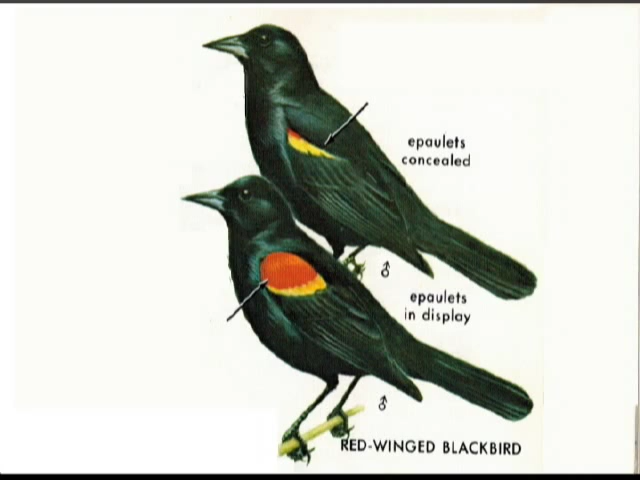 epaulets
concealed
♂
epaulets
in display
♂
RED-WINGED BLACKBIRD